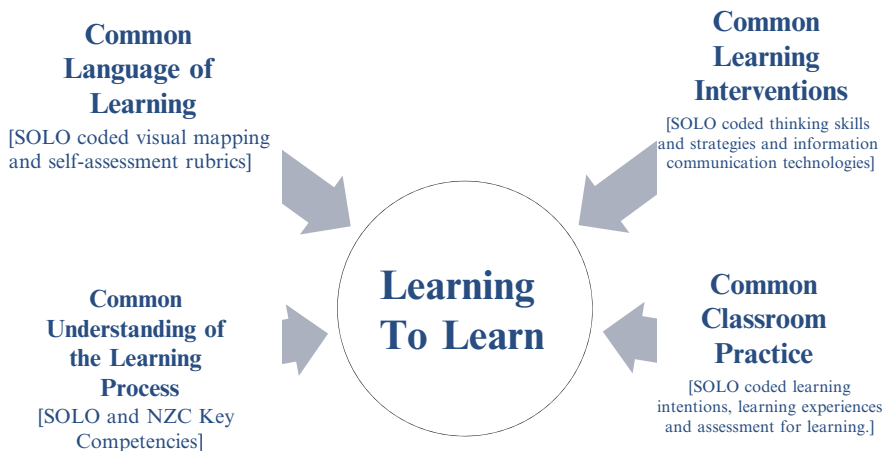 Common
Language of
Learning
[SOLO coded visual mapping
and self-assessment rubrics]
Common
Learning
Interventions
[SOLO coded thinking skills
and strategies and information
communication technologies]
Learning
To Learn
Common
Understanding of
the Learning
Process
[SOLO and NZC Key
Competencies]
Common
Classroom
Practice
[SOLO coded learning
intentions, learning experiences
and assessment for learning.]